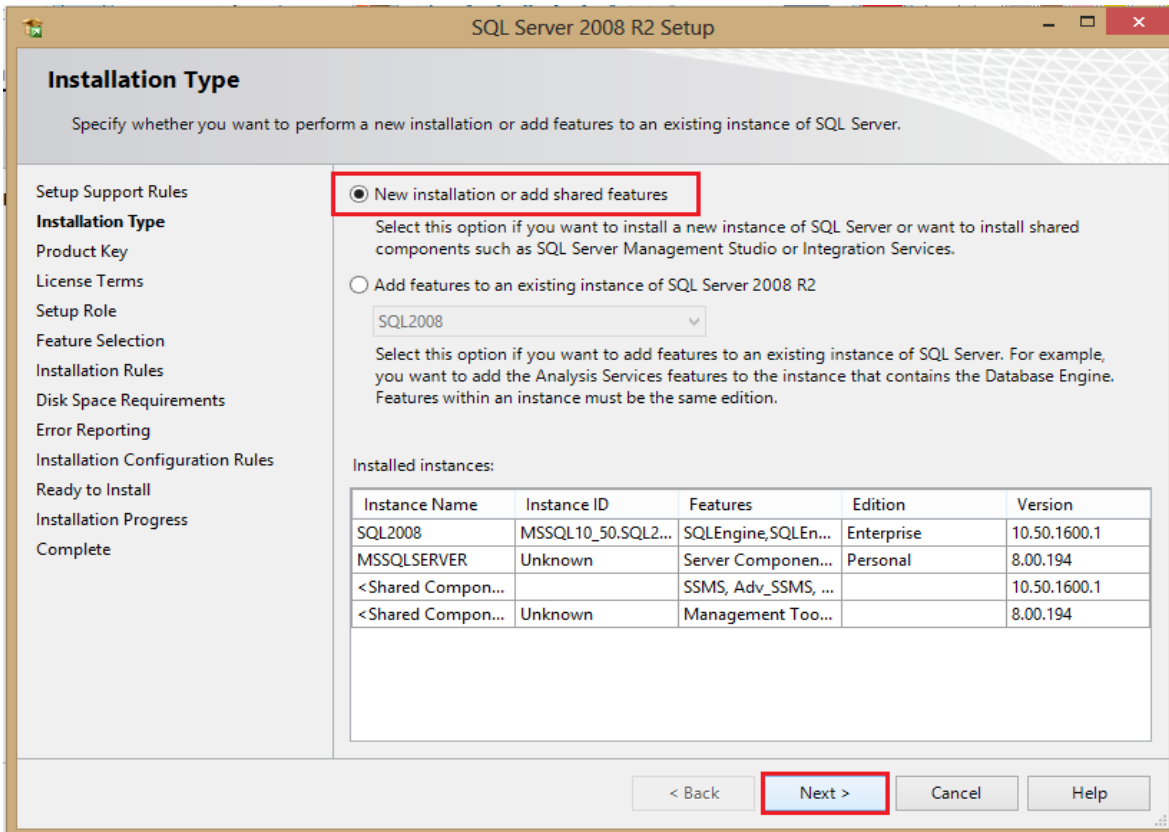 SQL Server 2008 R2 Setup
Installation Type
Specify whether you want to perform a new installation or add features to an existing instance of SQL Server.
Setup Support Rules
Installation Type
Product Key
License Terms
Setup Role
Feature Selection
Installation Rules
Disk Space Requirements
Error Reporting
Installation Configuration Rules
Ready to Install
Installation Progress
Complete
New installation or add shared features
Select this option if you want to install a new instance of SQL Server or want to install shared
components such as SQL Server Management Studio or Integration Services.
Add features to an existing instance of SQL Server 2008 R2
SQL2008
Select this option if you want to add features to an existing instance of SQL Server. For example,
you want to add the Analysis Services features to the instance that contains the Database Engine.
Features within an instance must be the same edition.
Installed instances:
Instance Name Instance ID Features Edition Version
SQL2008 MSSQL10_50.SQL2... SQLEngine,SQLEn... Enterprise 10.50.1600.1
MSSQLSERVER Unknown Server Componen... Personal 8.00.194
<Shared Compon... SSMS, Adv_SSMS, ... 10.50.1600.1
<Shared Compon... Unknown Management Too... 8.00.194
< Back Next > Cancel Help